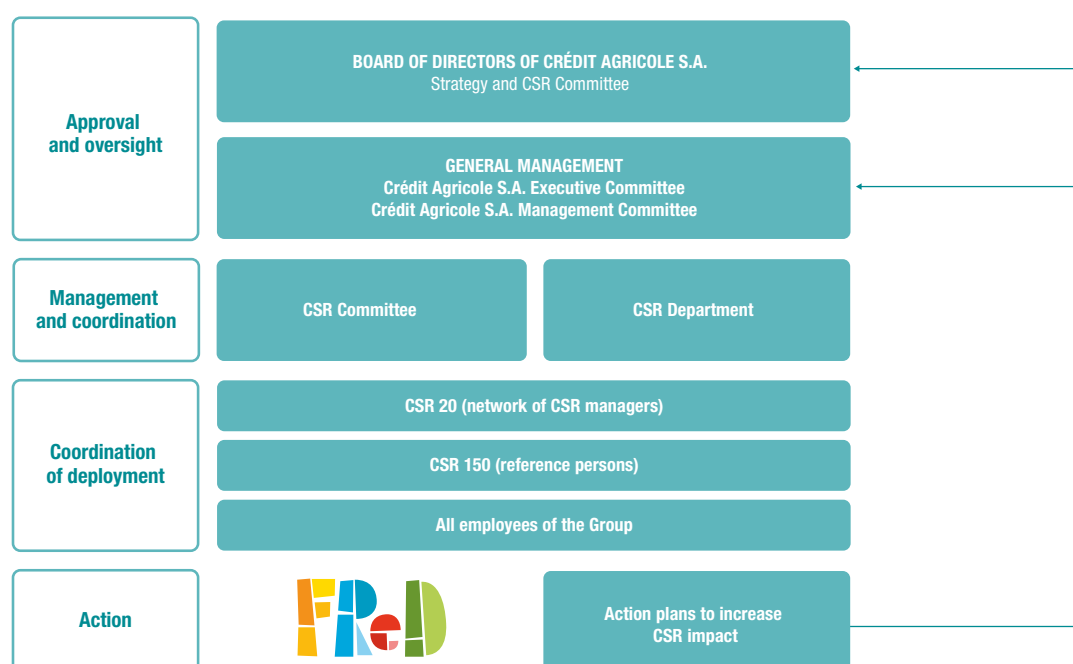 Approval
and oversight
BOARD OF DIRECTORS OF CRÉDIT AGRICOLE S.A.
Strategy and CSR Committee
GENERAL MANAGEMENT
Crédit Agricole S.A. Executive Committee
Crédit Agricole S.A. Management Committee
Management
and coordination
CSR Committee
CSR Department
Coordination
of deployment
CSR 20 (network of CSR managers)
CSR 150 (reference persons)
All employees of the Group
Action
FReD
Action plans to increase
CSR impact